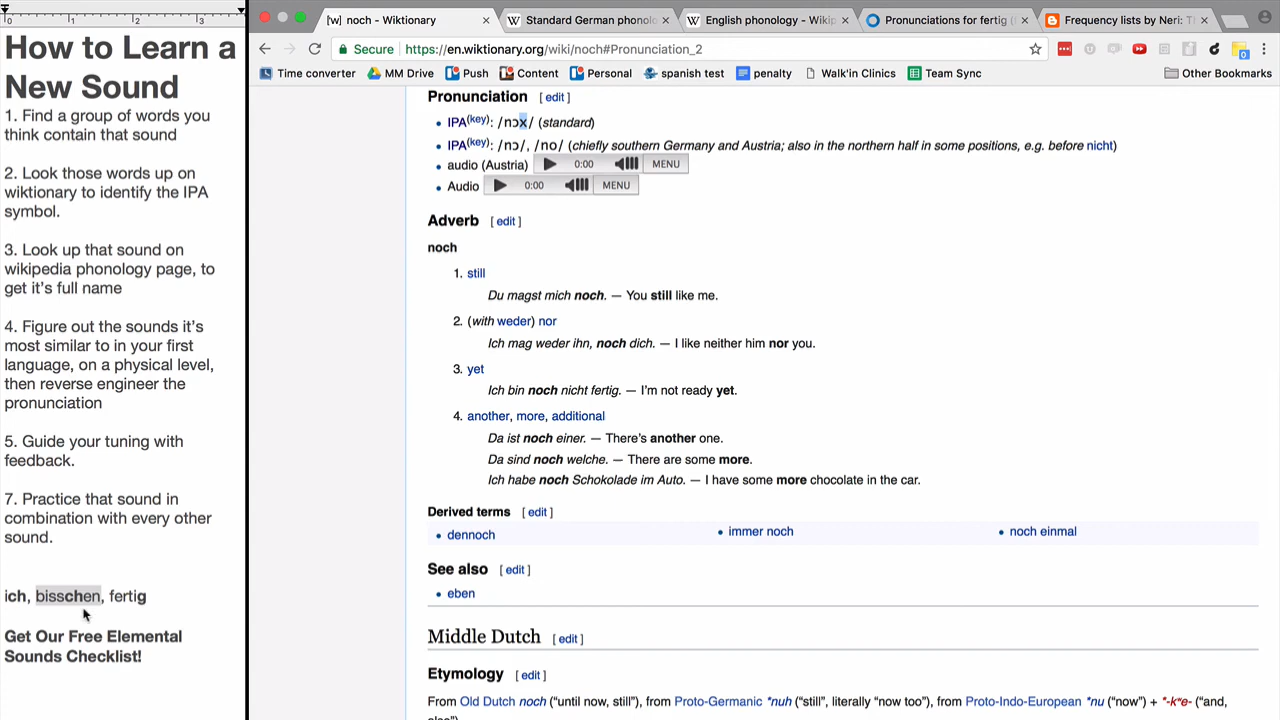 1
2
3
How to Learn a
New Sound
1. Find a group of words you
think contain that sound
2. Look those words up on
wiktionary to identify the IPA
symbol.
3. Look up that sound on
wikipedia phonology page, to
get it's full name
4. Figure out the sounds it's
most similar to in your first
language, on a physical level,
then reverse engineer the
pronunciation
5. Guide your tuning with
feedback.
7. Practice that sound in
combination with every other
sound.
ich, bisschen, fertig
Get Our Free Elemental
Sounds Checklist!
[w] noch - Wiktionary
Standard German phonolo
English phonology - Wikip
Pronunciations for fertig (
Frequency lists by Neri: Th
Secure https://en.wiktionary.org/wiki/noch#Pronunciation_2
Time converter MM Drive Push Content Personal spanish test penalty Walk'in Clinics Team Sync Other Bookmarks
Pronunciation [ edit ]
IPA(key): /nɔx/ (standard)
IPA(key): /nɔ/, /no/ (chiefly southern Germany and Austria; also in the northern half in some positions, e.g. before nicht)
audio (Austria) 0:00 MENU
Audio 0:00 MENU
Adverb [ edit ]
noch
1. still
Du magst mich noch. — You still like me.
2. (with weder) nor
Ich mag weder ihn, noch dich. — I like neither him nor you.
3. yet
Ich bin noch nicht fertig. — I'm not ready yet.
4. another, more, additional
Da ist noch einer. — There's another one.
Da sind noch welche. — There are some more.
Ich habe noch Schokolade im Auto. — I have some more chocolate in the car.
Derived terms [ edit ]
dennoch
immer noch
noch einmal
See also [ edit ]
eben
Middle Dutch [ edit ]
Etymology [ edit ]
From Old Dutch noch (“until now, still”), from Proto-Germanic *nuh (“still”, literally “now too”), from Proto-Indo-European *nu (“now”) + *-kʷe- (“and,
also”)